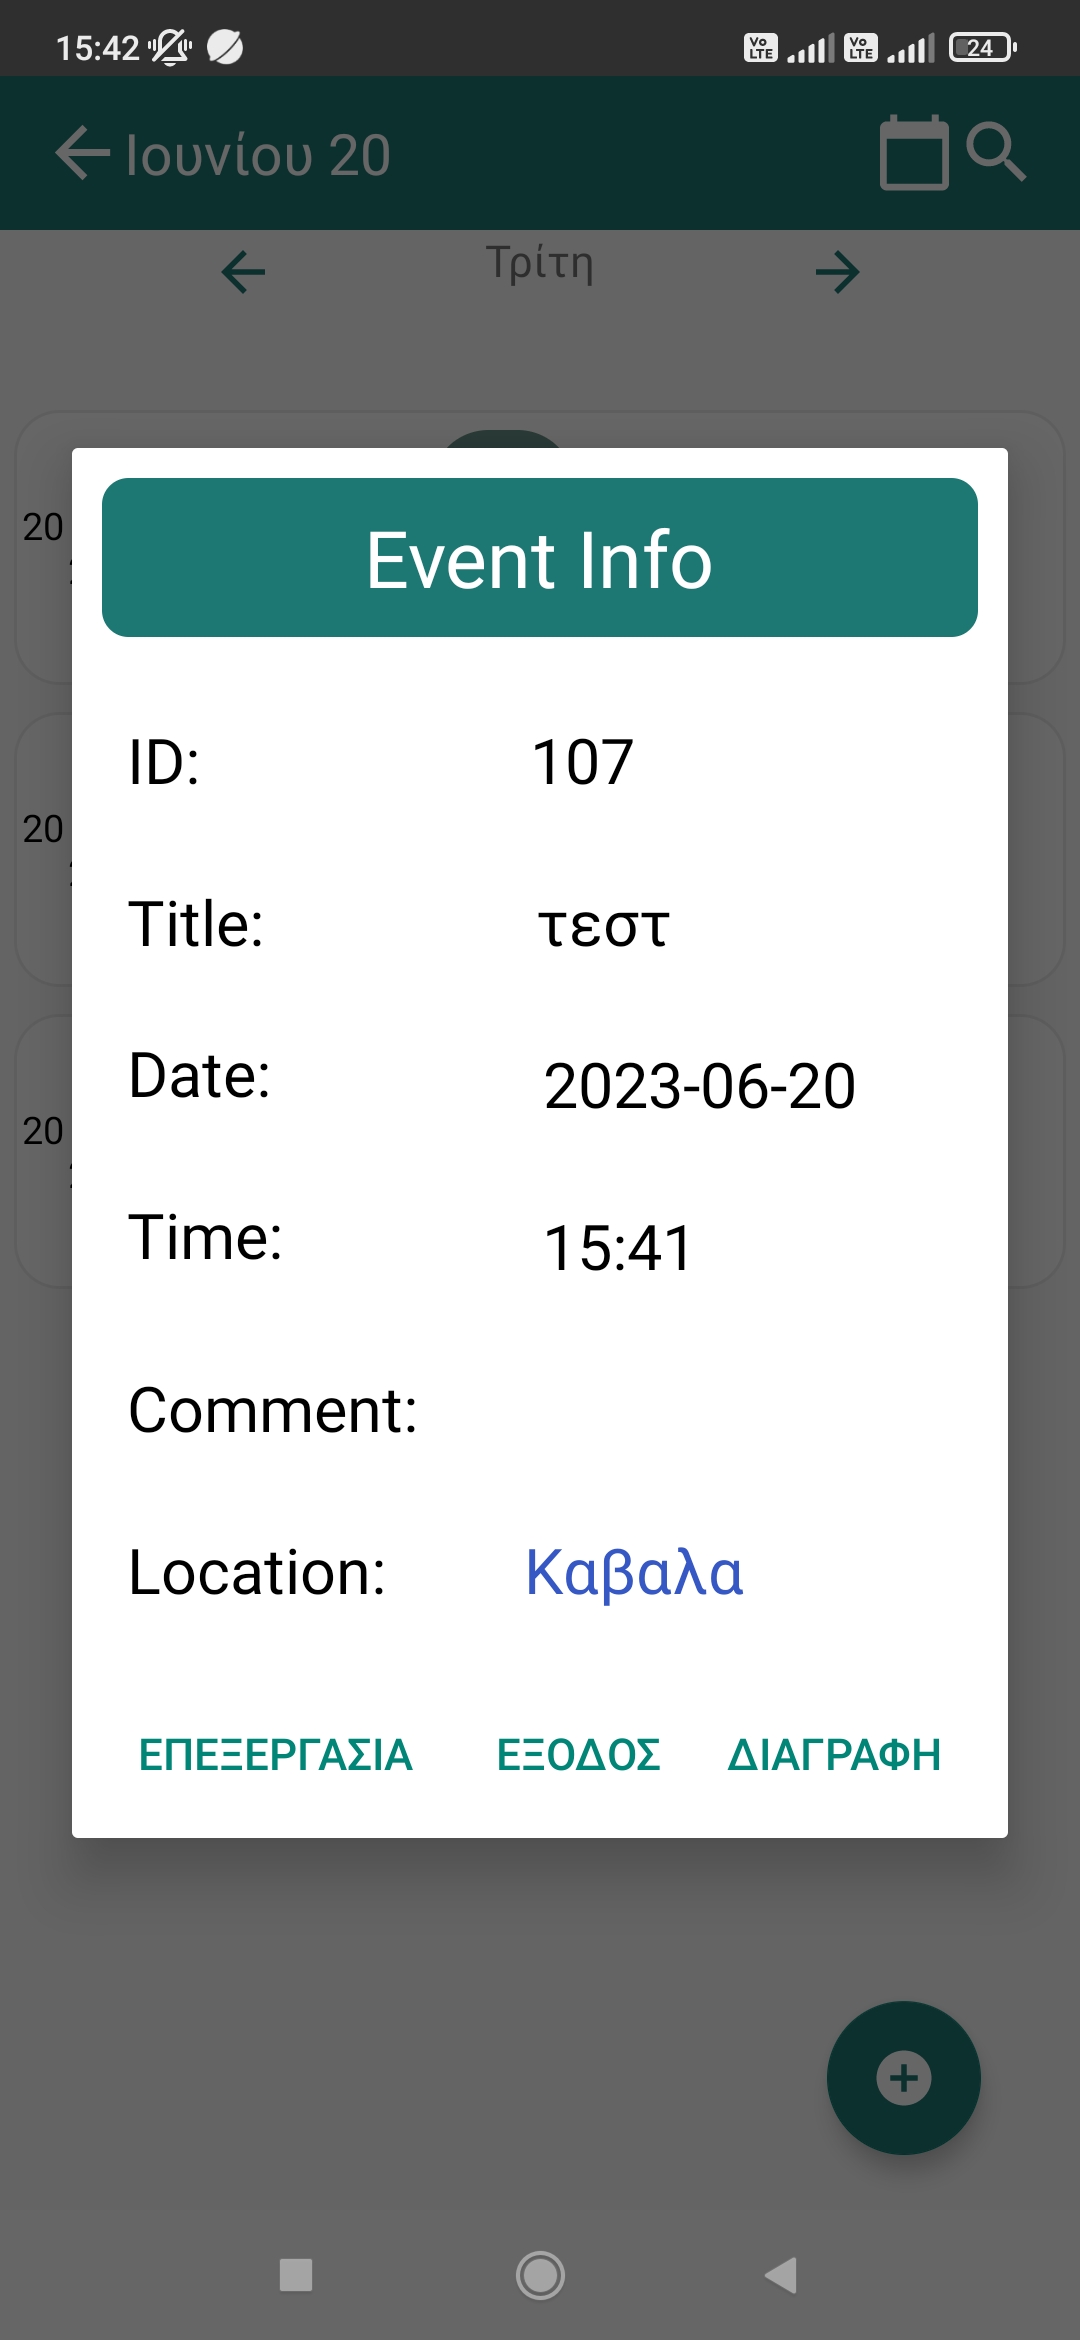 15:42 Vo LTE Vo LTE 24
Ιουνίου 20
Τρίτη
20
20
20
Event Info
ID: 107
Title: τεστ
Date: 2023-06-20
Time: 15:41
Comment:
Location: Καβαλα
ΕΠΕΞΕΡΓΑΣΙΑ ΕΞΟΔΟΣ ΔΙΑΓΡΑΦΗ